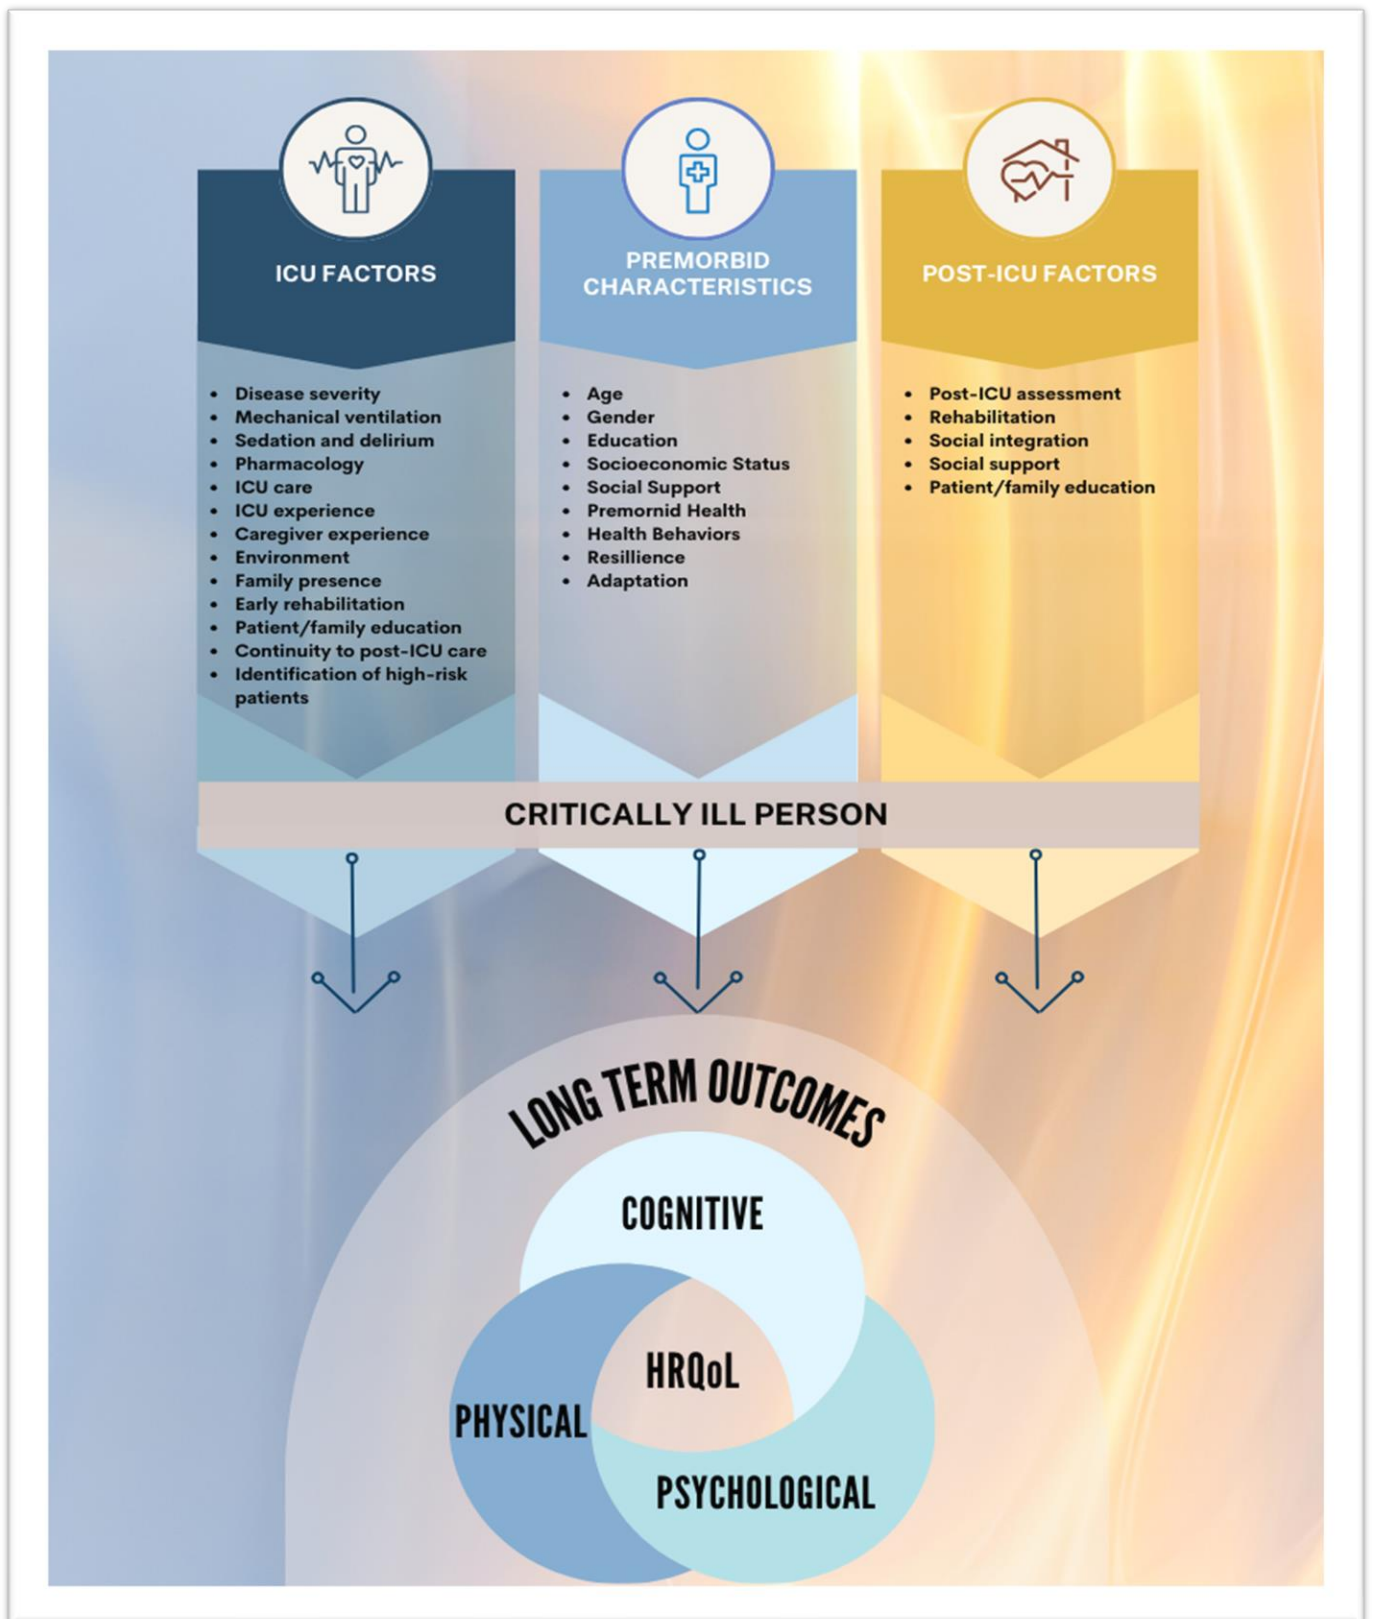 ICU FACTORS
• Disease severity
• Mechanical ventilation
• Sedation and delirium
• Pharmacology
• ICU care
• ICU experience
• Caregiver experience
• Environment
• Family presence
• Early rehabilitation
• Patient/family education
• Continuity to post-ICU care
• Identification of high-risk
patients
PREMORBID
CHARACTERISTICS
• Age
• Gender
• Education
• Socioeconomic Status
• Social Support
• Premornid Health
• Health Behaviors
• Resillience
• Adaptation
POST-ICU FACTORS
• Post-ICU assessment
• Rehabilitation
• Social integration
• Social support
• Patient/family education
CRITICALLY ILL PERSON
LONG TERM OUTCOMES
COGNITIVE
HRQoL
PHYSICAL
PSYCHOLOGICAL